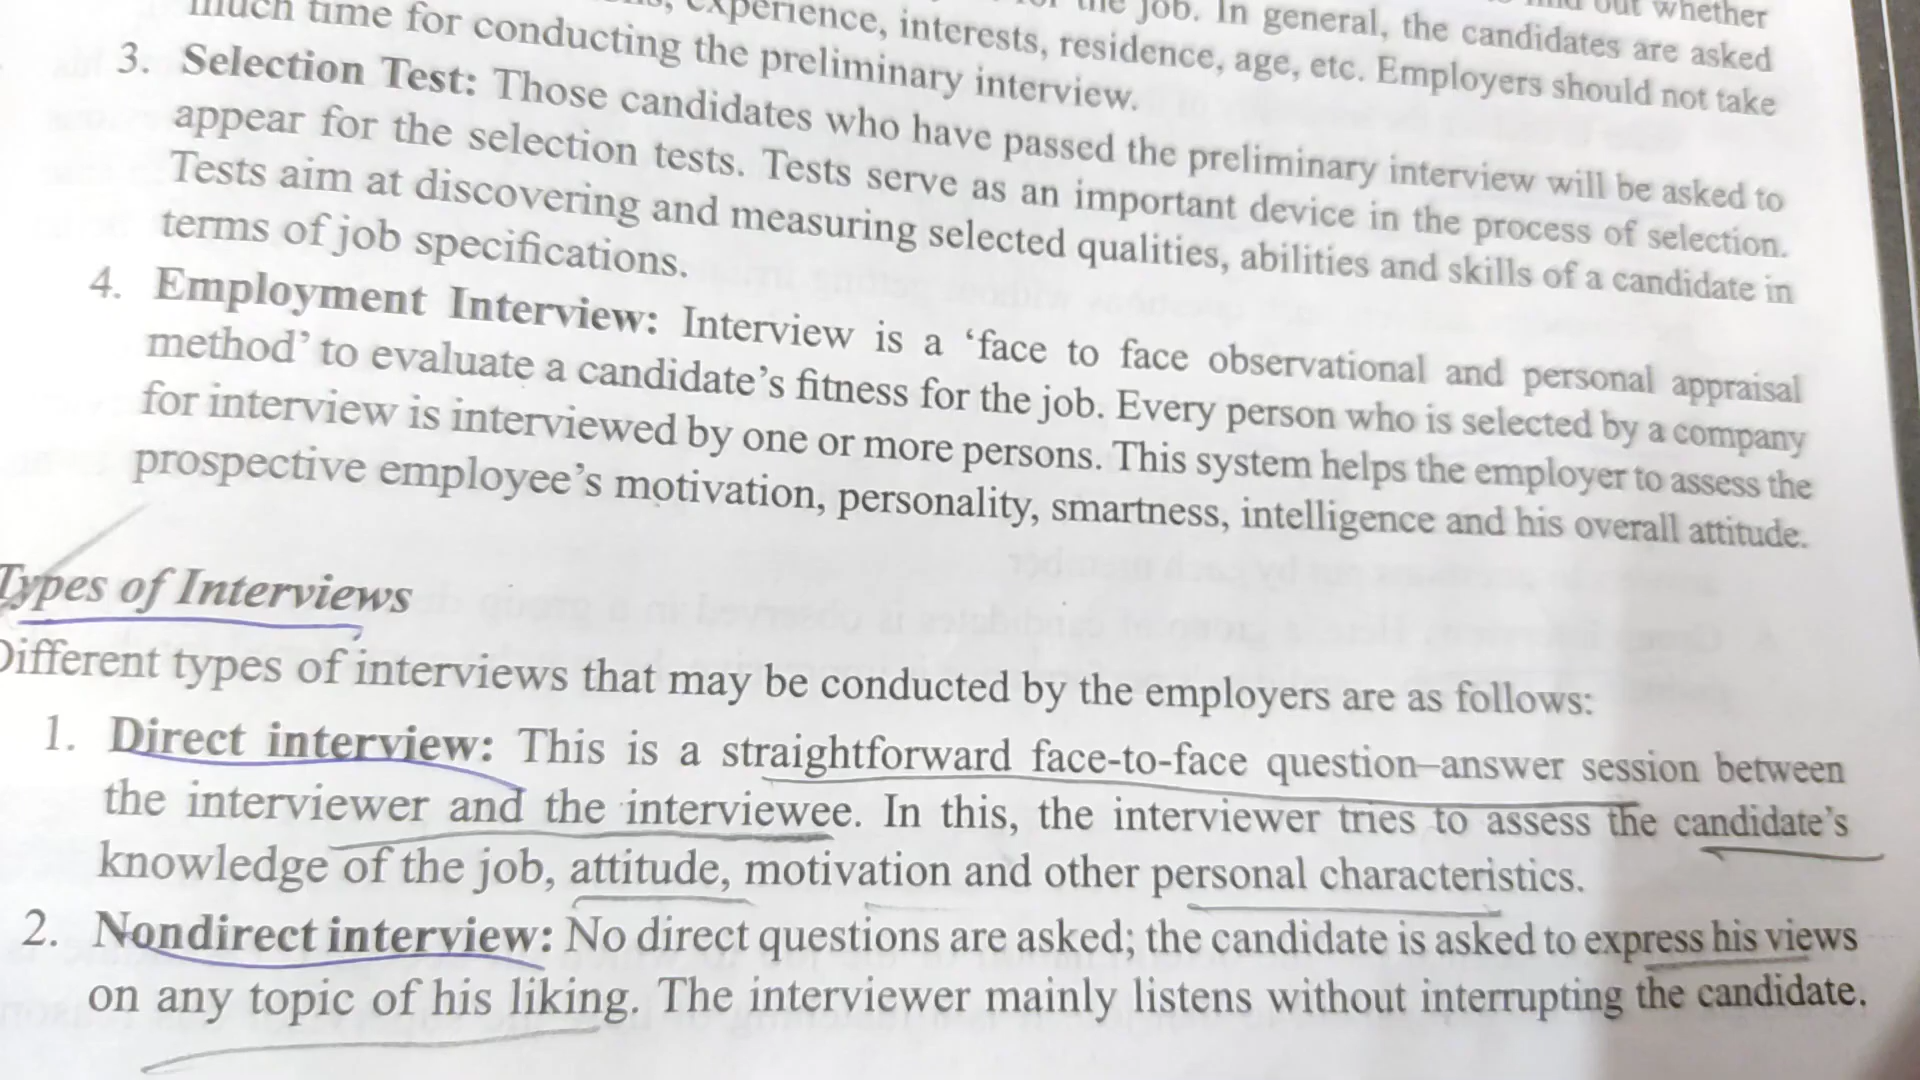 out whether
the job. In general, the candidates are asked
experience, interests, residence, age, etc. Employers should not take
much time for conducting the preliminary interview.
3. Selection Test: Those candidates who have passed the preliminary interview will be asked to
appear for the selection tests. Tests serve as an important device in the process of selection.
Tests aim at discovering and measuring selected qualities, abilities and skills of a candidate in
terms of job specifications.
4. Employment Interview: Interview is a ‘face to face observational and personal appraisal
method’ to evaluate a candidate’s fitness for the job. Every person who is selected by a company
for interview is interviewed by one or more persons. This system helps the employer to assess the
prospective employee’s motivation, personality, smartness, intelligence and his overall attitude.
Types of Interviews
Different types of interviews that may be conducted by the employers are as follows:
1. Direct interview: This is a straightforward face-to-face question–answer session between
the interviewer and the interviewee. In this, the interviewer tries to assess the candidate’s
knowledge of the job, attitude, motivation and other personal characteristics.
2. Nondirect interview: No direct questions are asked; the candidate is asked to express his views
on any topic of his liking. The interviewer mainly listens without interrupting the candidate.